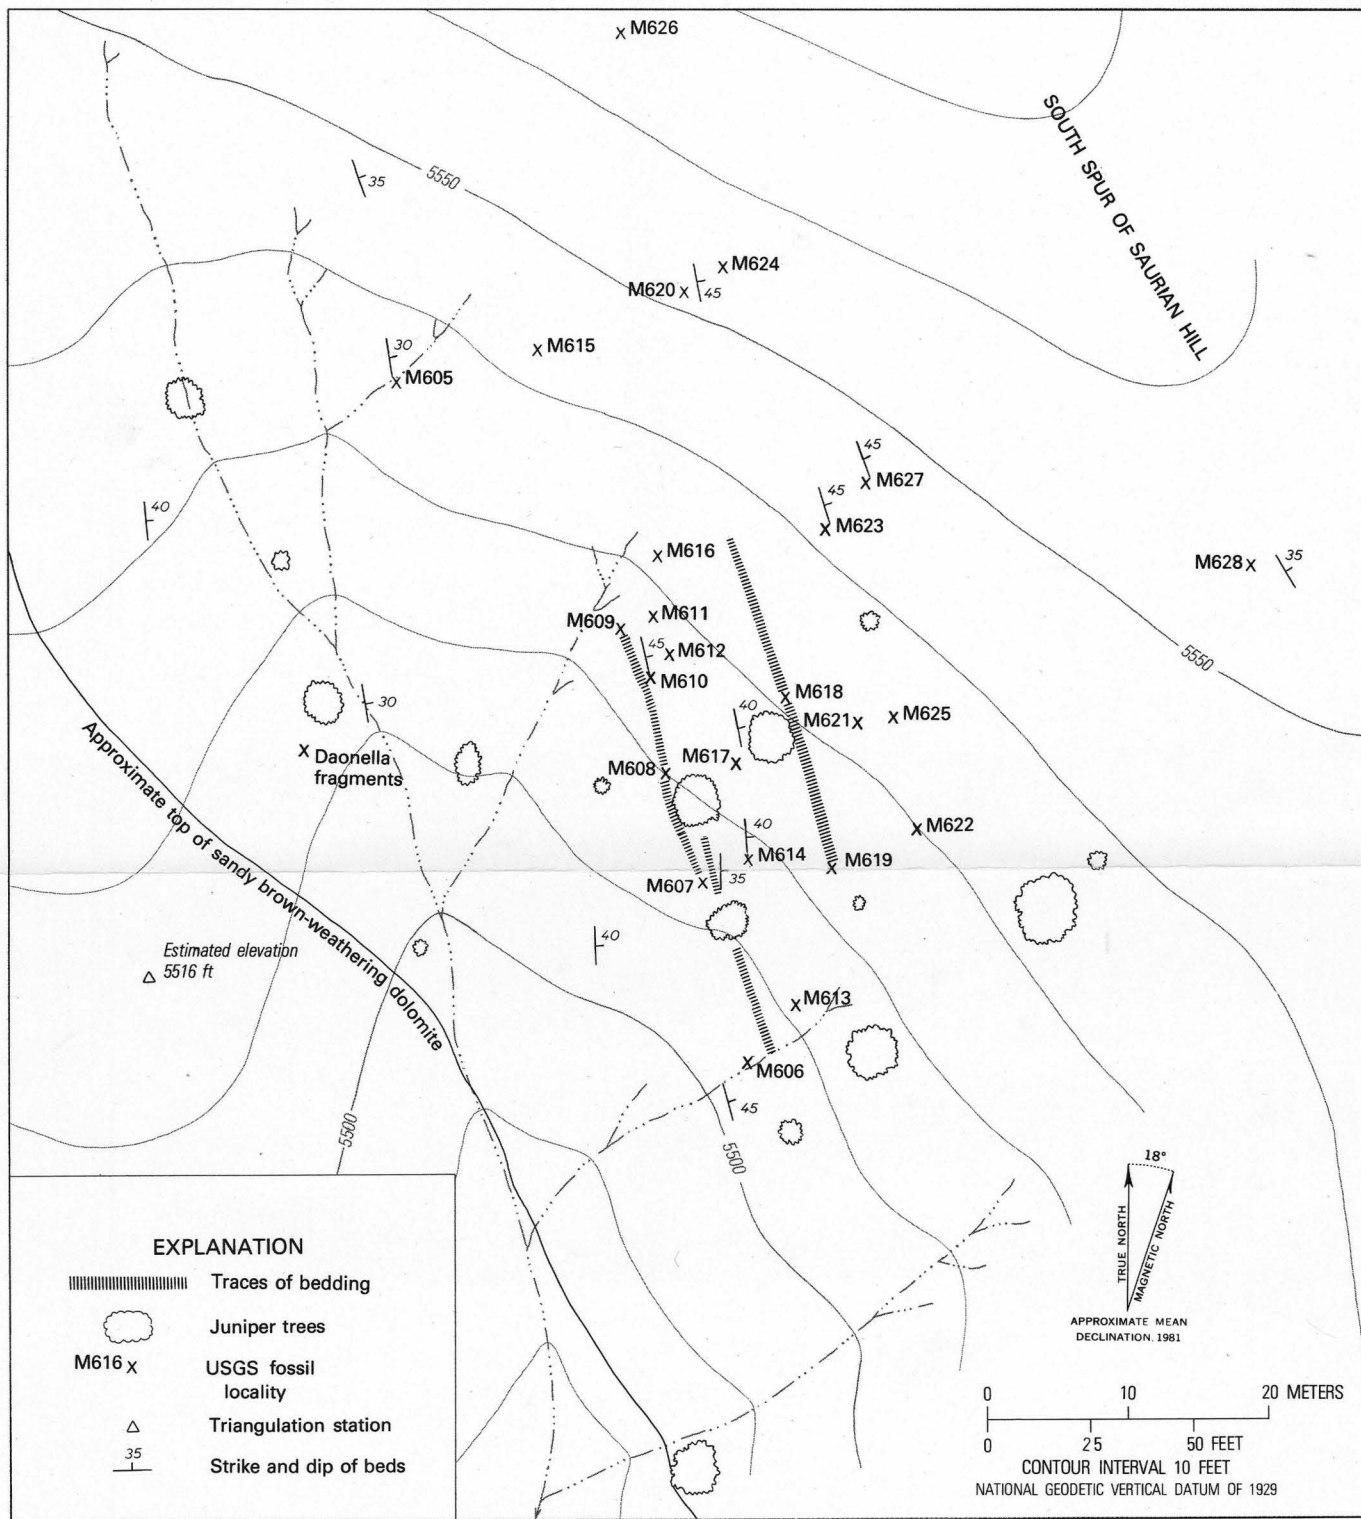 M626
SOUTH SPUR OF SAURIAN HILL
35
5550
M624
M620
45
M615
30
M605
45
M627
45
M623
40
M628
35
M616
M611
M609
45
M612
M610
5550
M618
40
M621
M625
30
M617
Daonella
fragments
M608
Approximate top of sandy brown-weathering dolomite
40
M622
M614
M619
35
M607
40
Estimated elevation
5516 ft
M613
M606
45
5500
5500
18°
TRUE NORTH
MAGNETIC NORTH
APPROXIMATE MEAN
DECLINATION, 1981
EXPLANATION
Traces of bedding
Juniper trees
M616 x
USGS fossil
locality
Triangulation station
35
Strike and dip of beds
0 10 20 METERS
0 25 50 FEET
CONTOUR INTERVAL 10 FEET
NATIONAL GEODETIC VERTICAL DATUM OF 1929